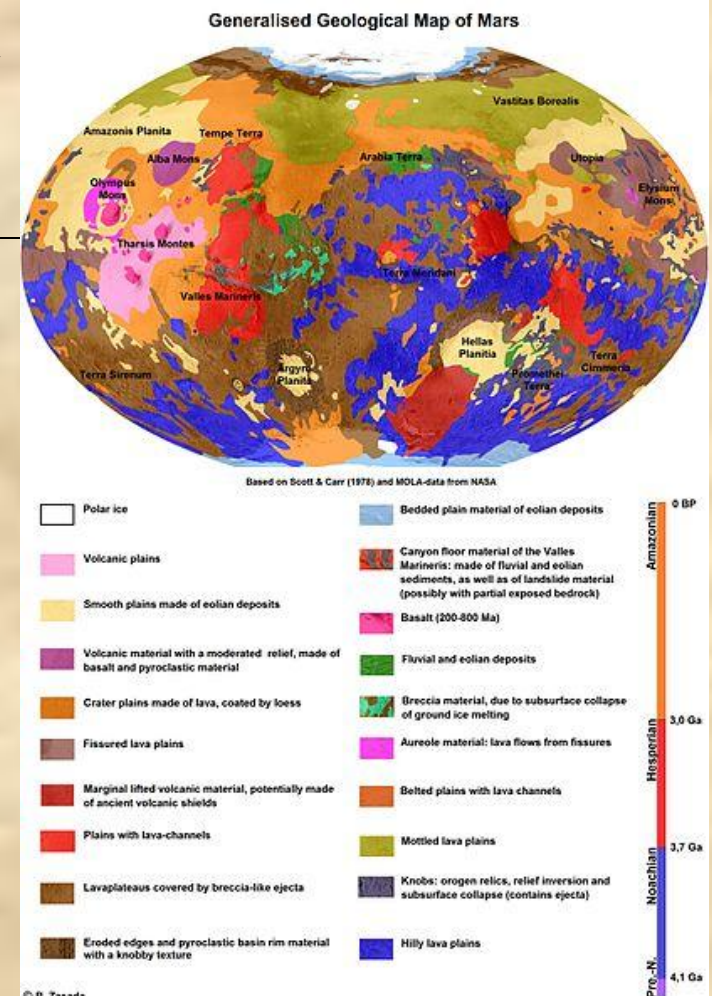 Generalised Geological Map of Mars
Vastitas Borealis
Amazonis Planita
Tempe Terra
Alba Mons
Arabia Terra
Utopia
Olympus
Mons
Elysium
Mons
Tharsis Montes
Terra Meridani
Valles Marineris
Hellas
Planitia
Terra
Cimmeria
Terra Sirenum
Argyre
Planita
Promethei
Terra
Based on Scott & Carr (1978) and MOLA-data from NASA
Polar ice
Volcanic plains
Smooth plains made of eolian deposits
Volcanic material with a moderated relief, made of
basalt and pyroclastic material
Crater plains made of lava, coated by loess
Fissured lava plains
Marginal lifted volcanic material, potentially made
of ancient volcanic shields
Plains with lava-channels
Lavaplateaus covered by breccia-like ejecta
Eroded edges and pyroclastic basin rim material
with a knobby texture
Bedded plain material of eolian deposits
Canyon floor material of the Valles
Marineris: made of fluvial and eolian
sediments, as well as of landslide material
(possibly with partial exposed bedrock)
Basalt (200-800 Ma)
Fluvial and eolian deposits
Breccia material, due to subsurface collapse
of ground ice melting
Aureole material: lava flows from fissures
Belted plains with lava channels
Mottled lava plains
Knobs: orogen relics, relief inversion and
subsurface collapse (contains ejecta)
Hilly lava plains
0 BP
Amazonian
3,0 Ga
Hesperian
3,7 Ga
Noachian
4,1 Ga
Pre.-N.